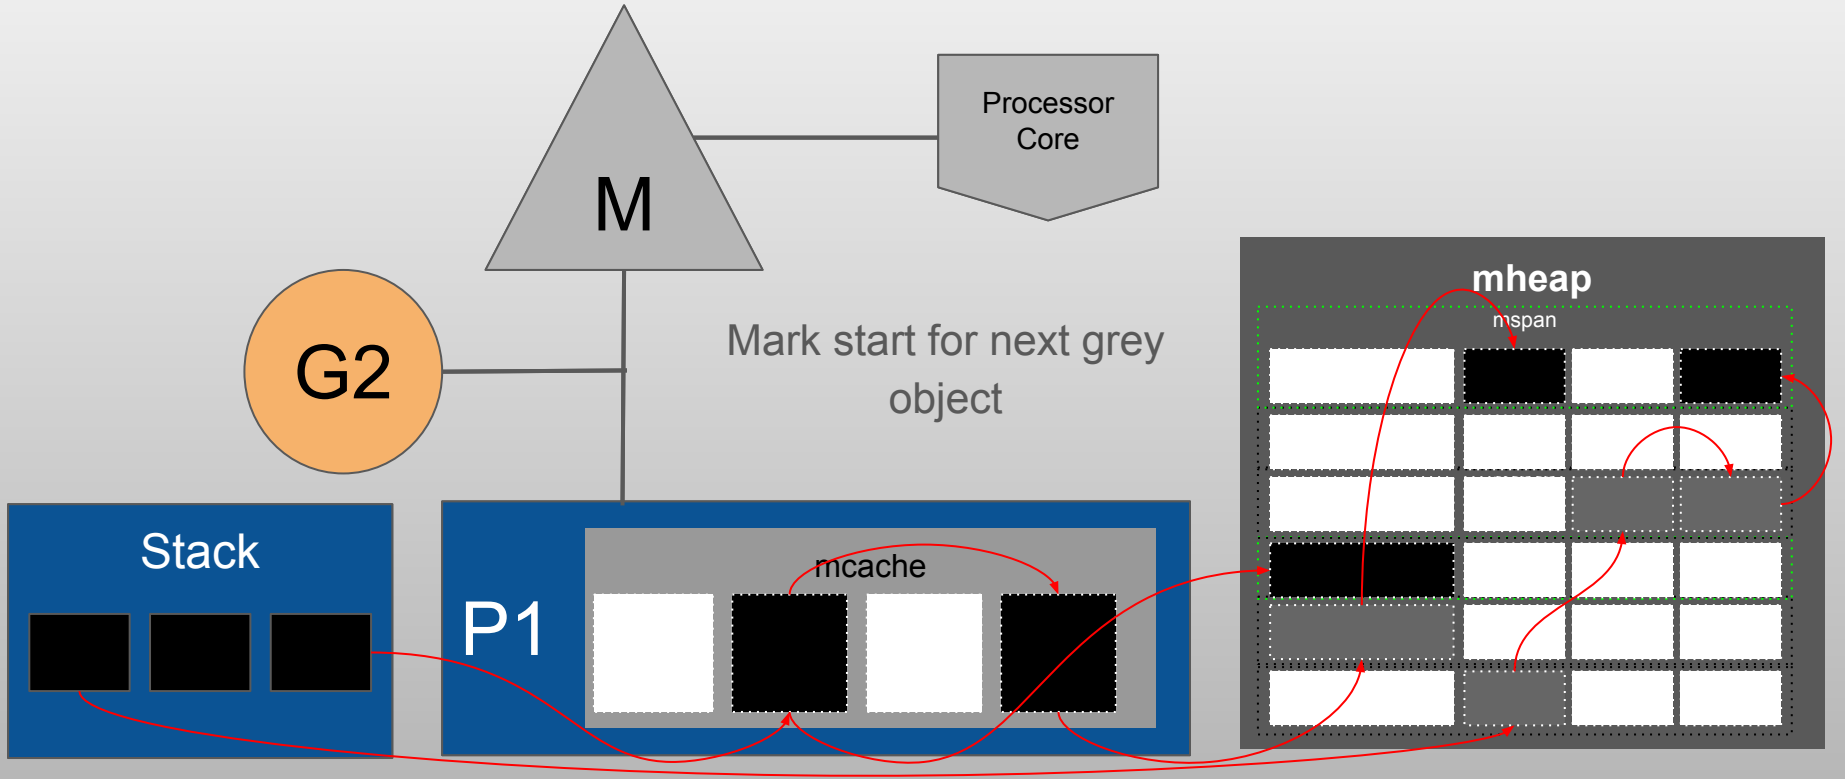 Processor
Core
M
mheap
mspan
G2
Mark start for next grey
object
Stack
mcache
P1